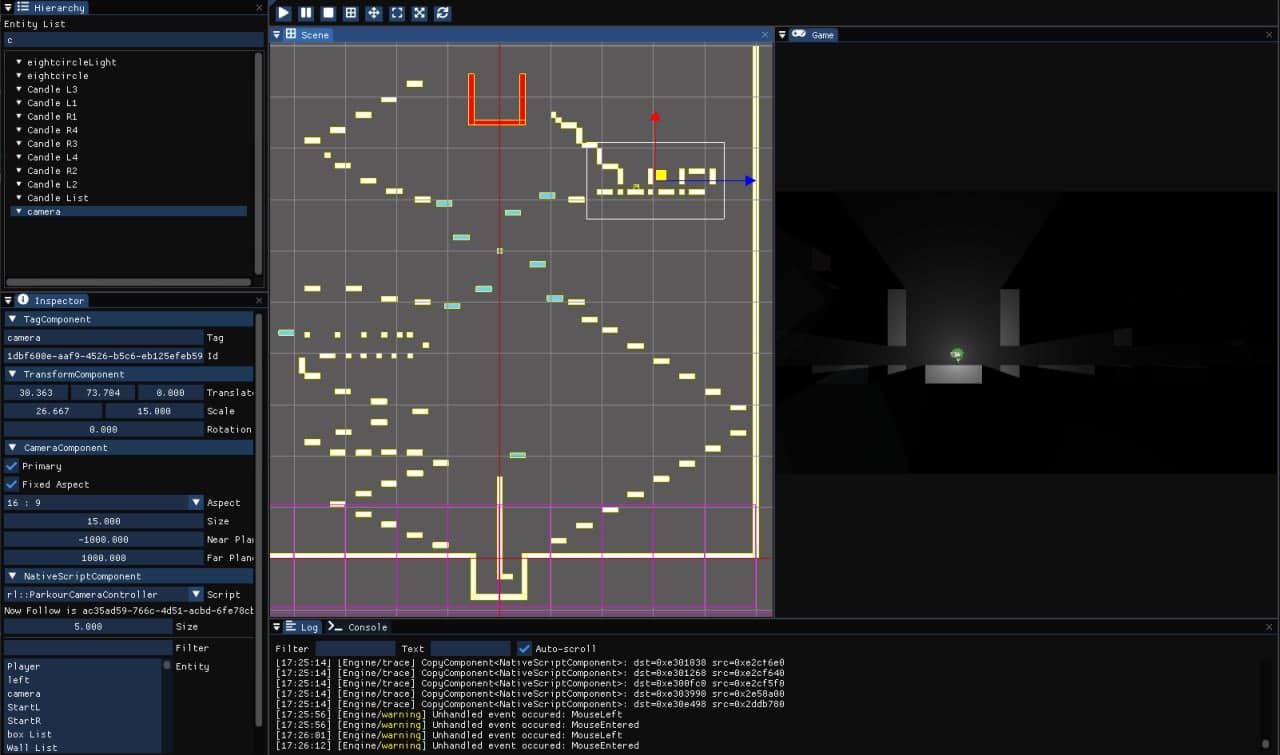 Hierarchy
Entity List
c
eightcircleLight
eightcircle
Candle L3
Candle L1
Candle R1
Candle R4
Candle R3
Candle L4
Candle R2
Candle L2
Candle List
camera
Inspector
TagComponent
camera Tag
1dbf600e-aaf9-4526-b5c6-eb125efeb59 Id
TransformComponent
30.363 73.704 0.000 Translat
26.667 15.000 Scale
0.000 Rotation
CameraComponent
Primary
Fixed Aspect
16 : 9 Aspect
15.000 Size
-1000.000 Near Pla
1000.000 Far Plan
NativeScriptComponent
rl::ParkourCameraController Script
Now Follow is ac35ad59-766c-4d51-acbd-6fe78cb
5.000 Size
Filter
Entity
Player
left
camera
StartL
StartR
box List
Wall List
Scene
Game
Log
Console
Filter Text Auto-scroll
[17:25:14] [Engine/trace] CopyComponent<NativeScriptComponent>: dst=0xe301038 src=0xe2cf6e0
[17:25:14] [Engine/trace] CopyComponent<NativeScriptComponent>: dst=0xe301268 src=0xe2cf640
[17:25:14] [Engine/trace] CopyComponent<NativeScriptComponent>: dst=0xe300fc0 src=0xe2cf5f0
[17:25:14] [Engine/trace] CopyComponent<NativeScriptComponent>: dst=0xe303990 src=0x2e58a00
[17:25:14] [Engine/trace] CopyComponent<NativeScriptComponent>: dst=0xe30e498 src=0x2ddb780
[17:25:56] [Engine/warning] Unhandled event occured: MouseLeft
[17:25:56] [Engine/warning] Unhandled event occured: MouseEntered
[17:26:01] [Engine/warning] Unhandled event occured: MouseLeft
[17:26:12] [Engine/warning] Unhandled event occured: MouseEntered